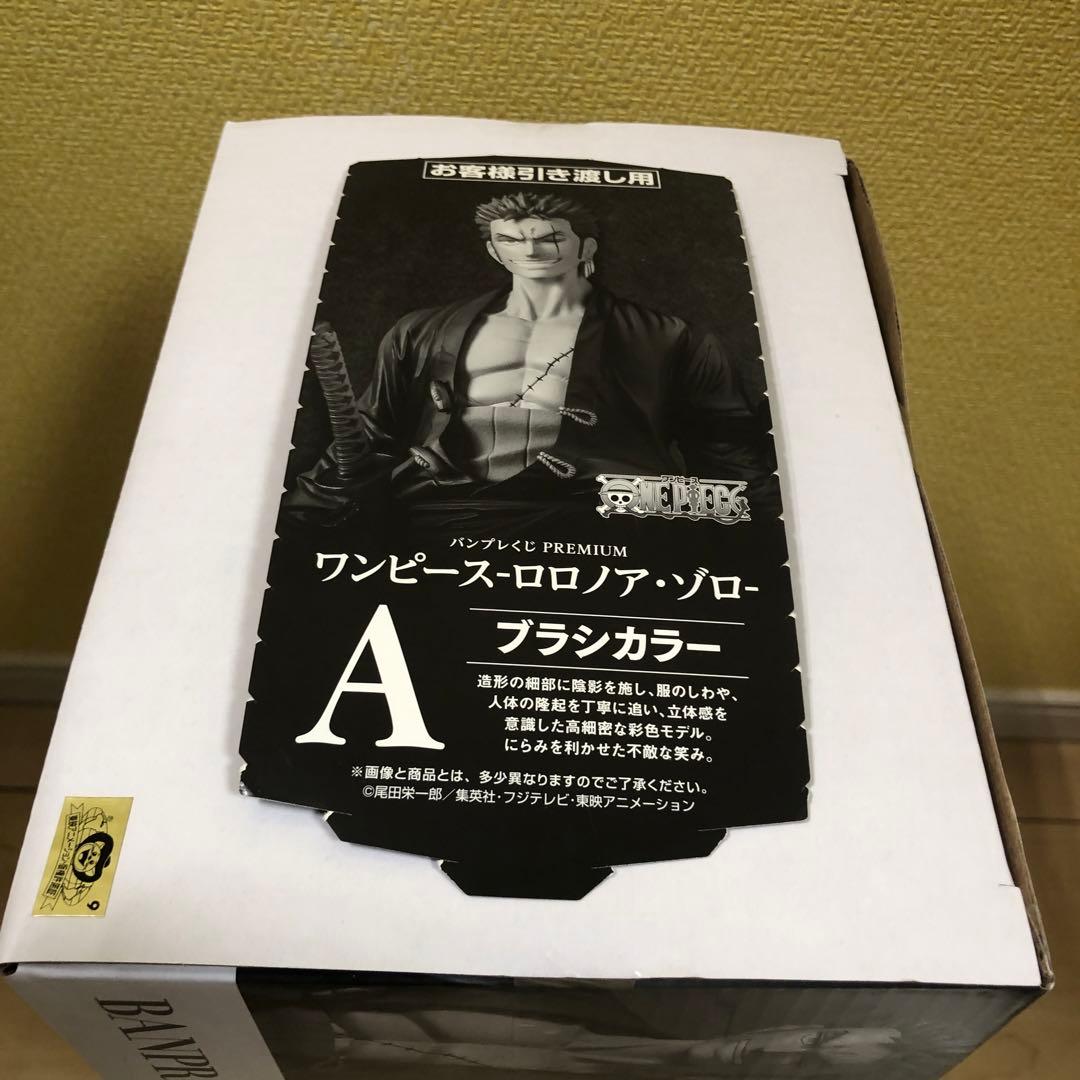 お客様引き渡し用
ワンピース
ONE PIECE
バンプレくじ PREMIUM
ワンピース-ロロノア・ゾロ-
A
ブラシカラー
造形の細部に陰影を施し、服のしわや、
人体の隆起を丁寧に追い、立体感を
意識した高細密な彩色モデル。
にらみを利かせた不敵な笑み。
※画像と商品とは、多少異なりますのでご了承ください。
©尾田栄一郎/集英社・フジテレビ・東映アニメーション
9
BANPR